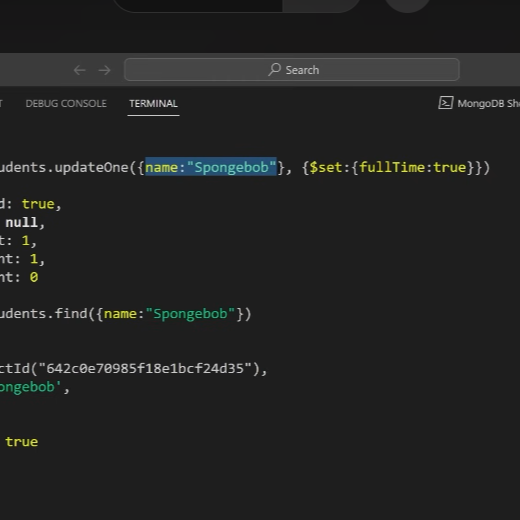 Search
T DEBUG CONSOLE TERMINAL MongoDB Sh
udents.updateOne({name:"Spongebob"}, {$set:{fullTime:true}})
d: true,
null,
t: 1,
nt: 1,
nt: 0
udents.find({name:"Spongebob"})
ctId("642c0e70985f18e1bcf24d35"),
ongebob',
true